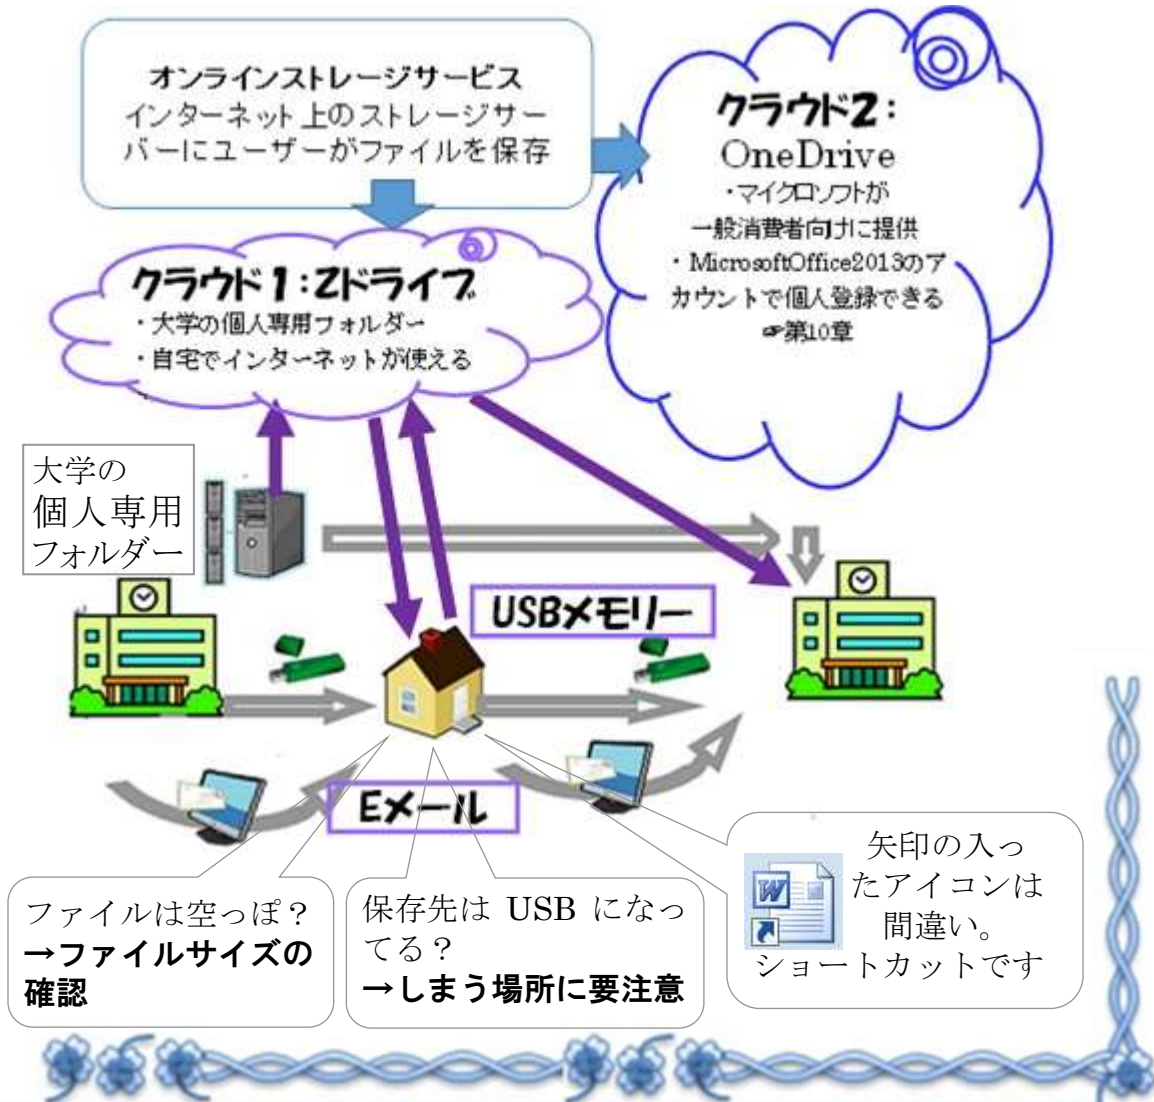 オンラインストレージサービス
インターネット上のストレージサー
バーにユーザーがファイルを保存
クラウド2:
OneDrive
・マイクロソフトが
一般消費者向けに提供
・MicrosoftOffice2013のア
カウントで個人登録できる
☞第10章
クラウド1:Zドライブ
・大学の個人専用フォルダー
・自宅でインターネットが使える
大学の
個人専用
フォルダー
USBメモリー
Eメール
ファイルは空っぽ？
→ファイルサイズの
確認
保存先は USB になっ
てる？
→しまう場所に要注意
W
矢印の入っ
たアイコンは
間違い。
ショートカットです